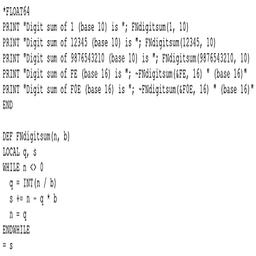 *FLOAT64
PRINT "Digit sum of 1 (base 10) is "; FNdigitsum(1, 10)
PRINT "Digit sum of 12345 (base 10) is "; FNdigitsum(12345, 10)
PRINT "Digit sum of 9876543210 (base 10) is "; FNdigitsum(9876543210, 10)
PRINT "Digit sum of FE (base 16) is "; ~FNdigitsum(&FE, 16) " (base 16)"
PRINT "Digit sum of F0E (base 16) is "; ~FNdigitsum(&F0E, 16) " (base 16)"
END
DEF FNdigitsum(n, b)
LOCAL q, s
WHILE n <> 0
q = INT(n / b)
s += n - q * b
n = q
ENDWHILE
= s